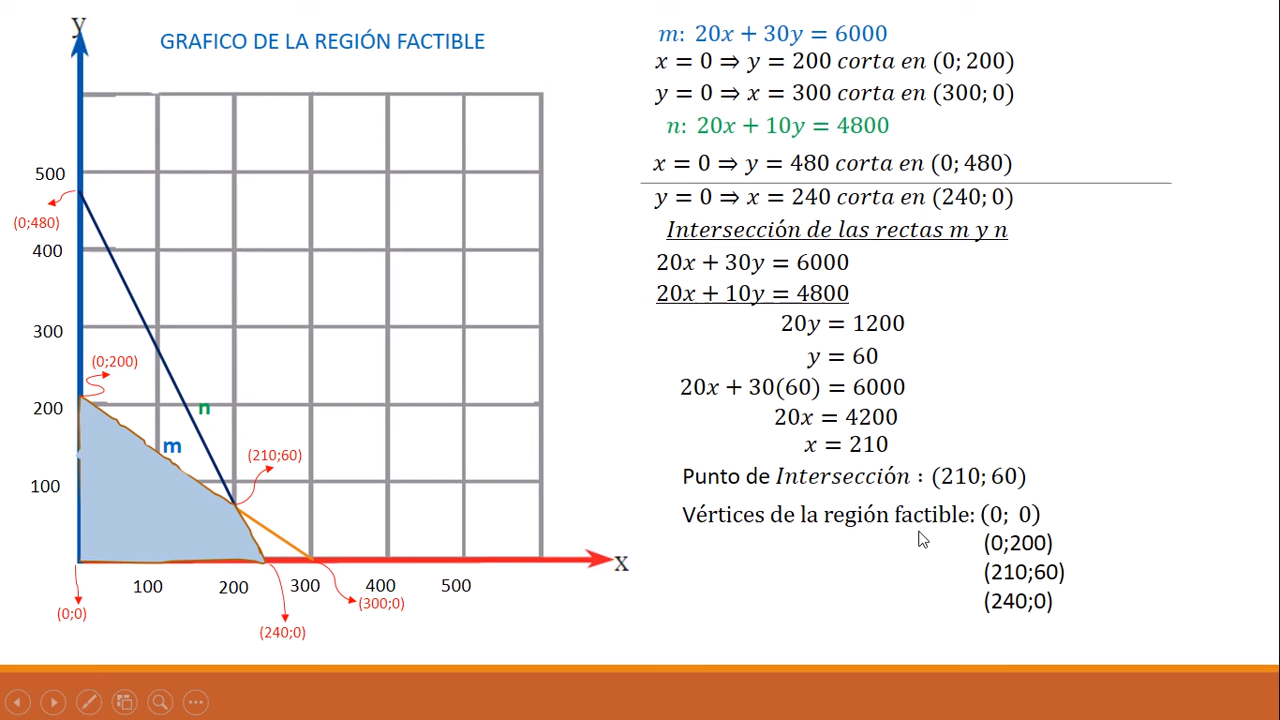 y
GRAFICO DE LA REGIÓN FACTIBLE
500
(0;480)
400
300
(0;200)
200
n
m
(210;60)
100
x
100 200 300 400 500
(0;0)
(300;0)
(240;0)
m: 20x + 30y = 6000
x = 0 ⇒ y = 200 corta en (0; 200)
y = 0 ⇒ x = 300 corta en (300; 0)
n: 20x + 10y = 4800
x = 0 ⇒ y = 480 corta en (0; 480)
y = 0 ⇒ x = 240 corta en (240; 0)
Intersección de las rectas m y n
20x + 30y = 6000
20x + 10y = 4800
20y = 1200
y = 60
20x + 30(60) = 6000
20x = 4200
x = 210
Punto de Intersección : (210; 60)
Vértices de la región factible: (0; 0)
(0;200)
(210;60)
(240;0)